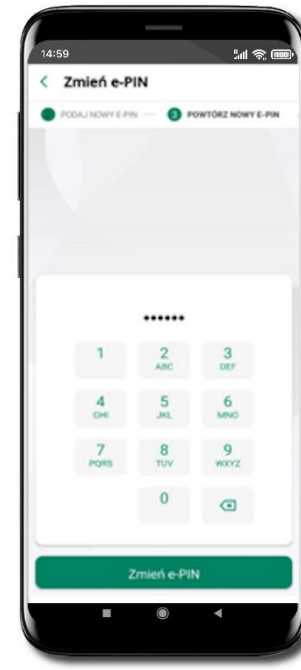 14:59
Zmień e-PIN
2 PODAJ NOWY E-PIN 3 POWTÓRZ NOWY E-PIN
••••••
1 2 3
ABC DEF
4 5 6
GHI JKL MNO
7 8 9
PQRS TUV WXYZ
0
Zmień e-PIN